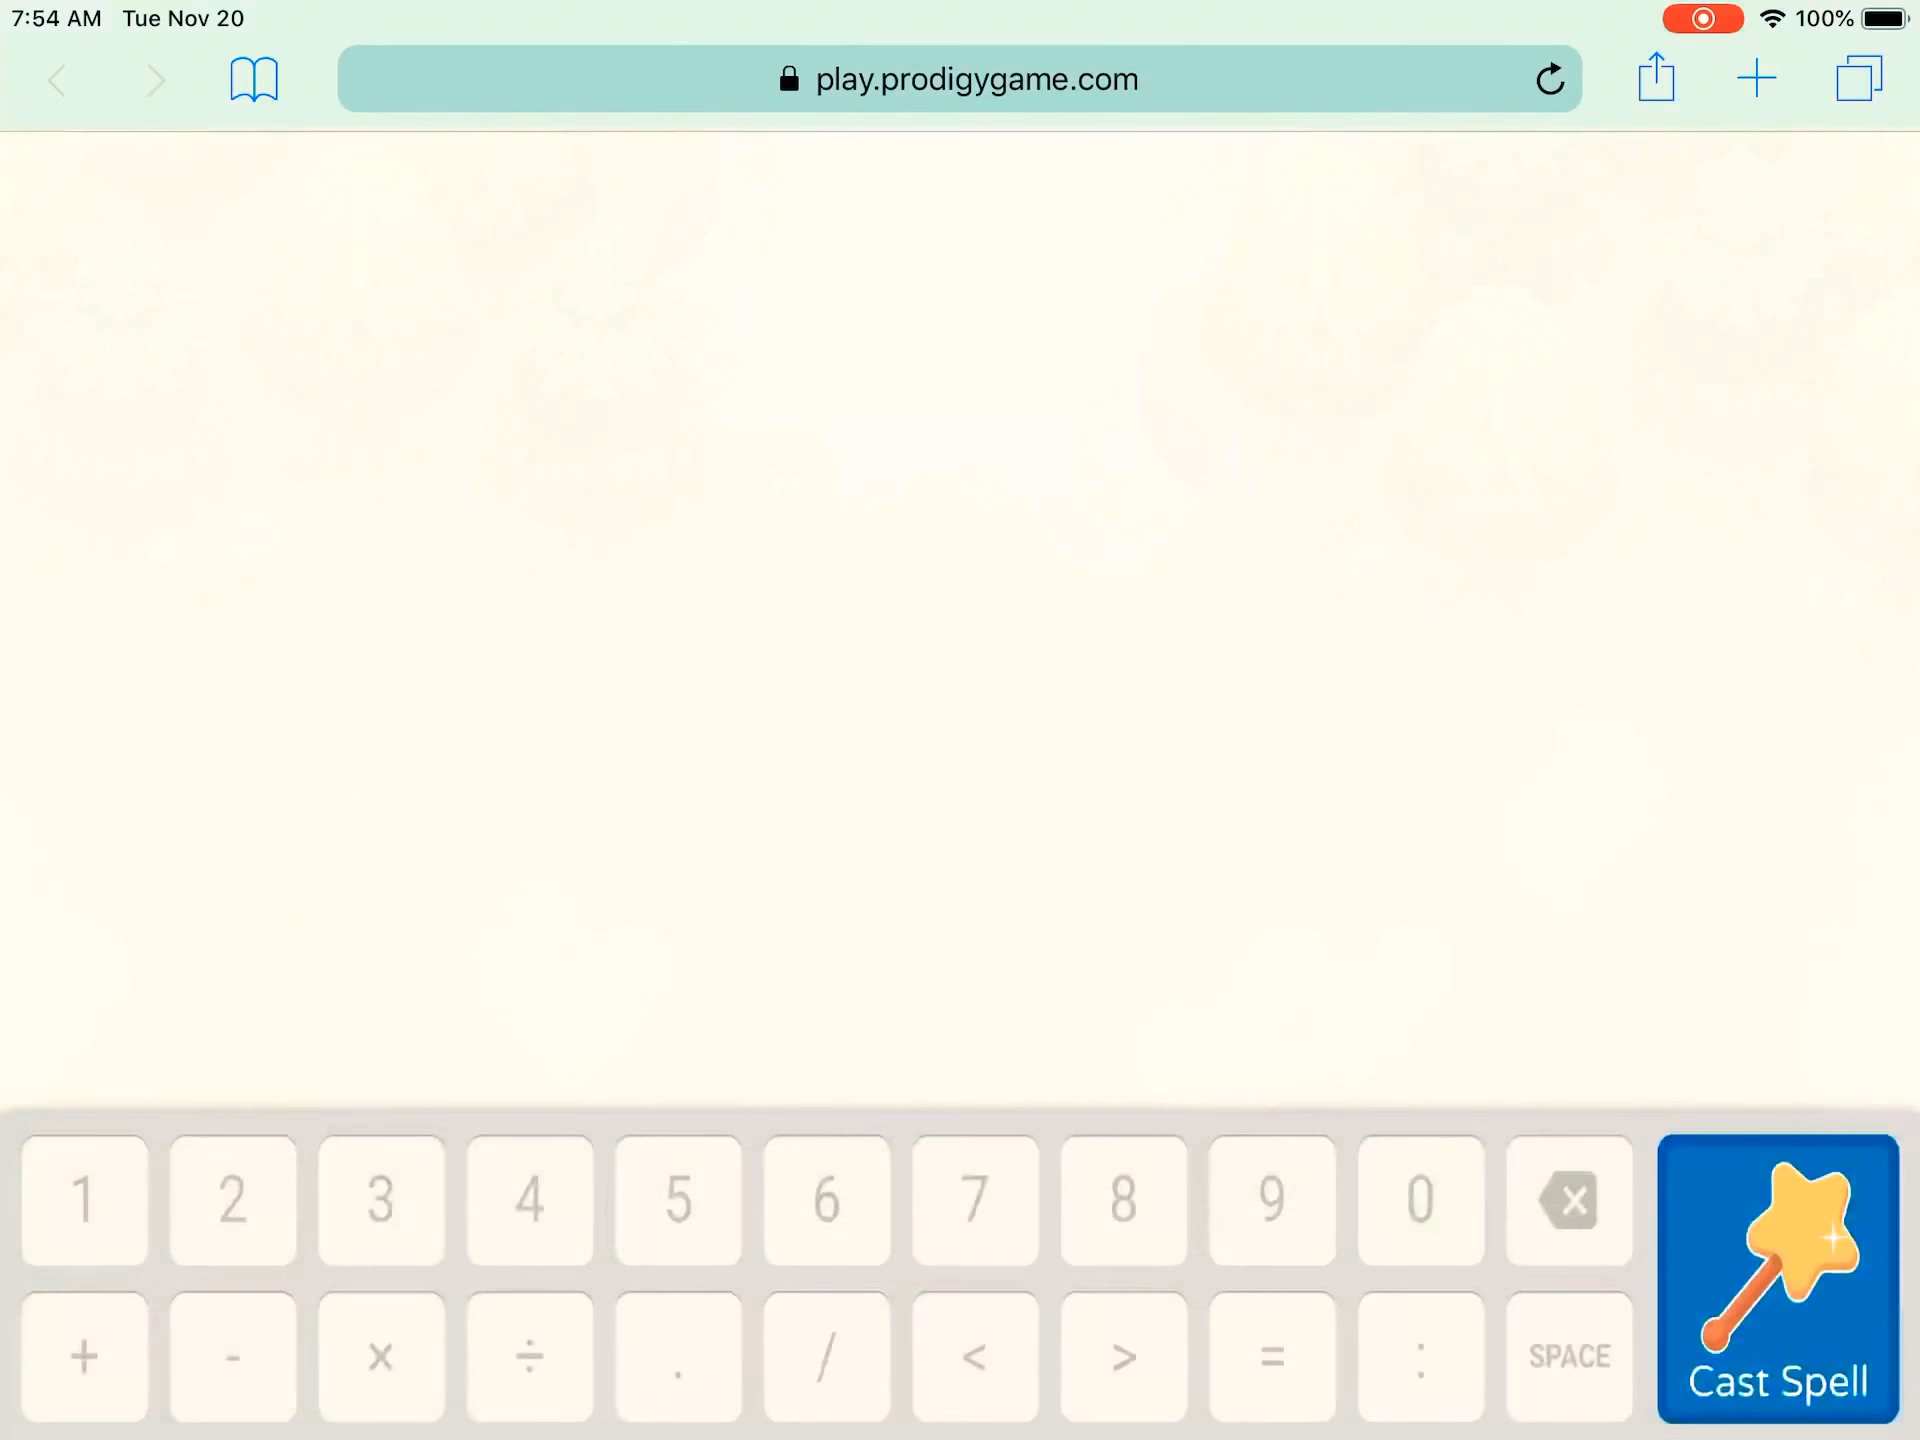 7:54 AM Tue Nov 20
100%
play.prodigygame.com
1 2 3 4 5 6 7 8 9 0
+ - × ÷ . / < > = : SPACE
Cast Spell